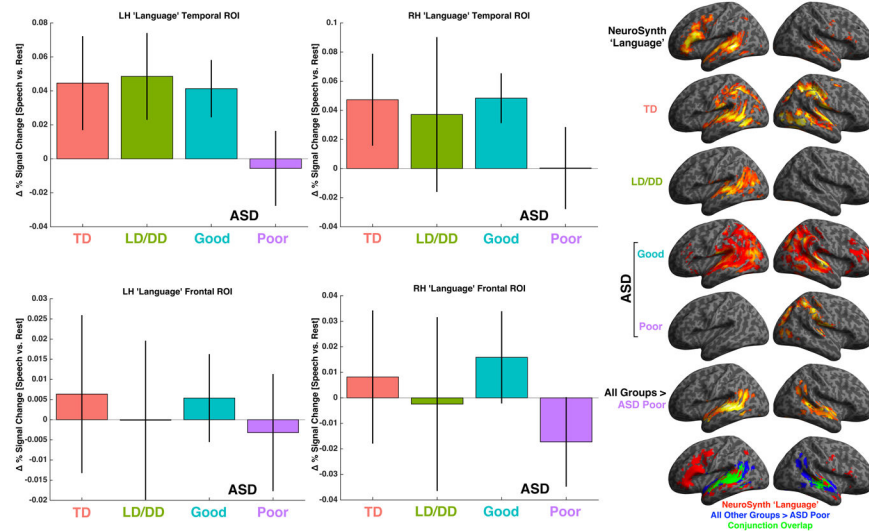 LH 'Language' Temporal ROI
Δ % Signal Change [Speech vs. Rest]
0.08
0.06
0.04
0.02
0
-0.02
-0.04
ASD
TD
LD/DD
Good
Poor
RH 'Language' Temporal ROI
Δ % Signal Change [Speech vs. Rest]
0.1
0.08
0.06
0.04
0.02
0
-0.02
-0.04
ASD
TD
LD/DD
Good
Poor
LH 'Language' Frontal ROI
Δ % Signal Change [Speech vs. Rest]
0.03
0.025
0.02
0.015
0.01
0.005
0
-0.005
-0.01
-0.015
-0.02
ASD
TD
LD/DD
Good
Poor
RH 'Language' Frontal ROI
Δ % Signal Change [Speech vs. Rest]
0.04
0.03
0.02
0.01
0
-0.01
-0.02
-0.03
-0.04
ASD
TD
LD/DD
Good
Poor
NeuroSynth
‘Language’
TD
LD/DD
Good
ASD
Poor
All Groups >
ASD Poor
NeuroSynth ‘Language’
All Other Groups > ASD Poor
Conjunction Overlap